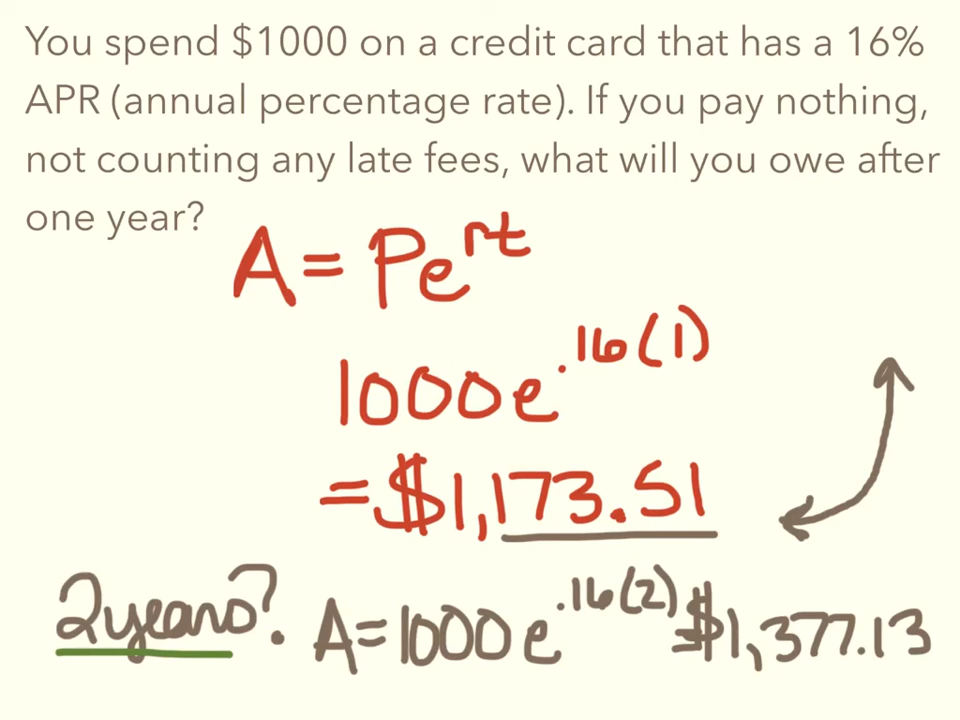 You spend $1000 on a credit card that has a 16%
APR (annual percentage rate). If you pay nothing,
not counting any late fees, what will you owe after
one year?
A = Pe^rt
1000e^.16(1)
= $1,173.51
2years? A=1000e^.16(2) =$1,377.13